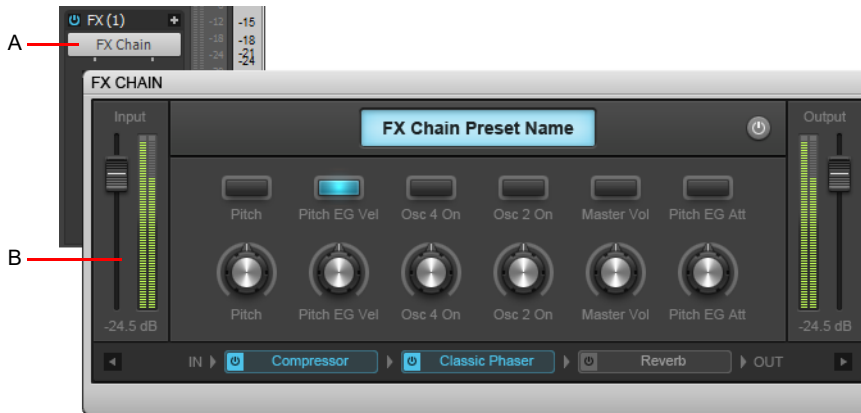 FX (1) +
A
FX Chain
-12 -15
-18 -18
-24 -21
-24
FX CHAIN
Input
FX Chain Preset Name
Output
Pitch Pitch EG Vel Osc 4 On Osc 2 On Master Vol Pitch EG Att
B
Pitch Pitch EG Vel Osc 4 On Osc 2 On Master Vol Pitch EG Att
-24.5 dB -24.5 dB
IN Compressor Classic Phaser Reverb OUT